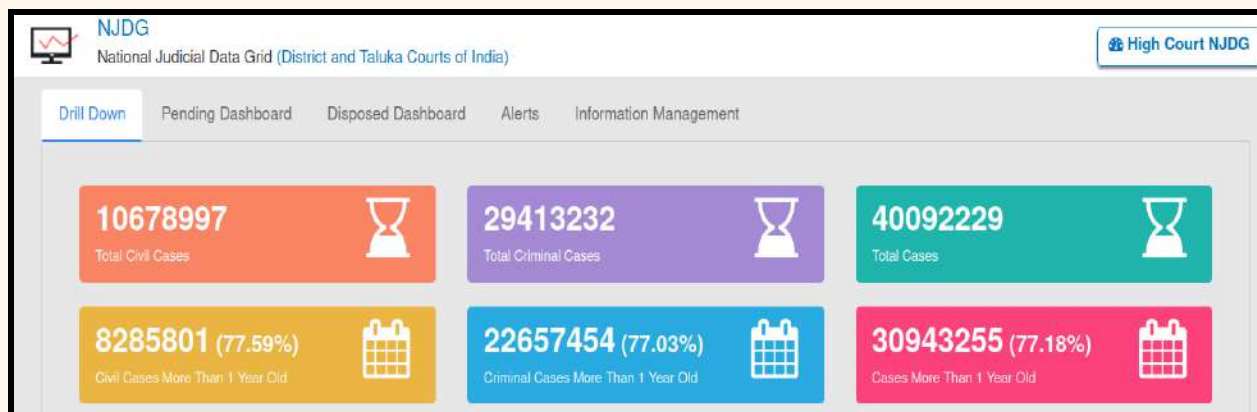 NJDG
National Judicial Data Grid (District and Taluka Courts of India)
High Court NJDG
Drill Down Pending Dashboard Disposed Dashboard Alerts Information Management
10678997
Total Civil Cases
29413232
Total Criminal Cases
40092229
Total Cases
8285801 (77.59%)
Civil Cases More Than 1 Year Old
22657454 (77.03%)
Criminal Cases More Than 1 Year Old
30943255 (77.18%)
Cases More Than 1 Year Old